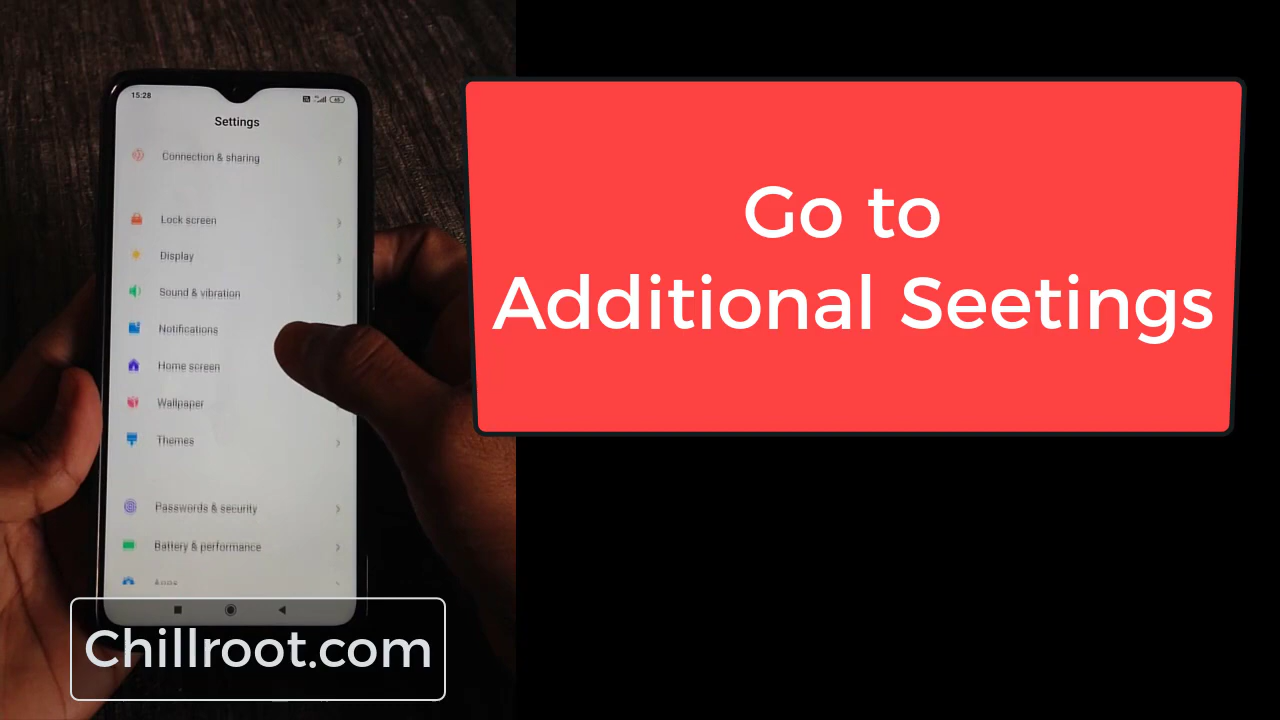 15:28
Settings
Connection & sharing
Lock screen
Display
Sound & vibration
Notifications
Home screen
Wallpaper
Themes
Passwords & security
Battery & performance
Apps
Chillroot.com
Go to
Additional Seetings